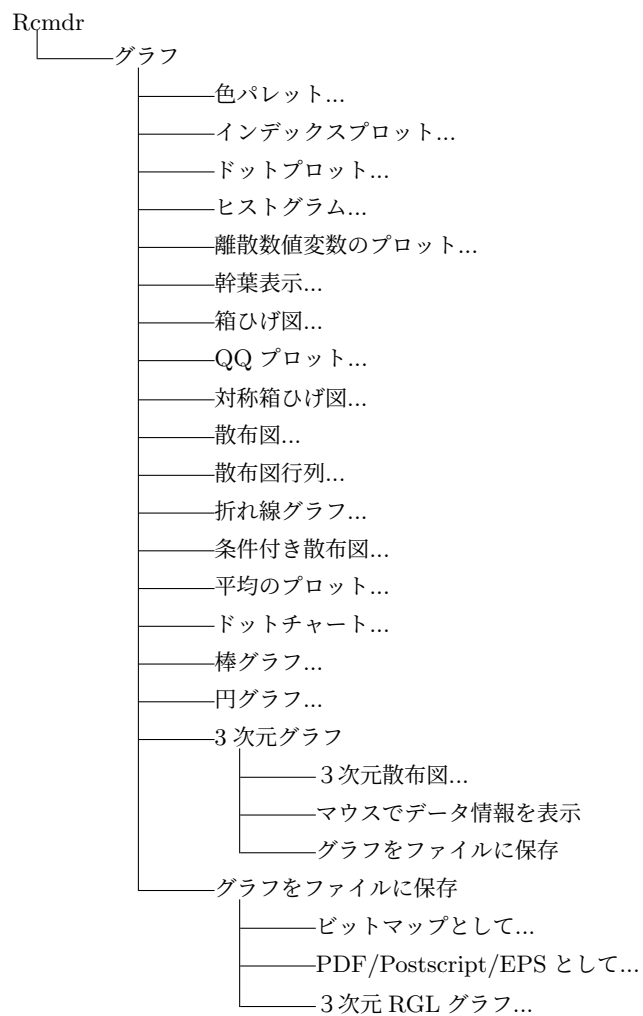 Rcmdr
グラフ
色パレット...
インデックスプロット...
ドットプロット...
ヒストグラム...
離散数値変数のプロット...
幹葉表示...
箱ひげ図...
QQ プロット...
対称箱ひげ図...
散布図...
散布図行列...
折れ線グラフ...
条件付き散布図...
平均のプロット...
ドットチャート...
棒グラフ...
円グラフ...
3 次元グラフ
３次元散布図...
マウスでデータ情報を表示
グラフをファイルに保存
グラフをファイルに保存
ビットマップとして...
PDF/Postscript/EPS として...
３次元 RGL グラフ...